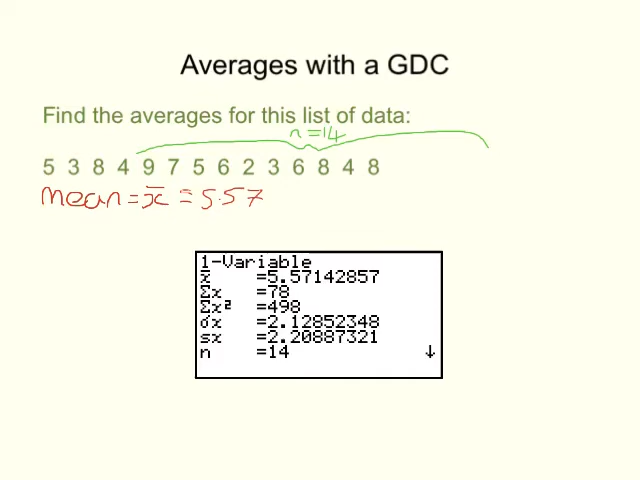 Averages with a GDC
Find the averages for this list of data:
n=14
5 3 8 4 9 7 5 6 2 3 6 8 4 8
Mean = x̄ = 5.57
1-Variable
x̄ =5.57142857
Σx =78
Σx² =498
σx =2.12852348
sx =2.20887321
n =14 ↓